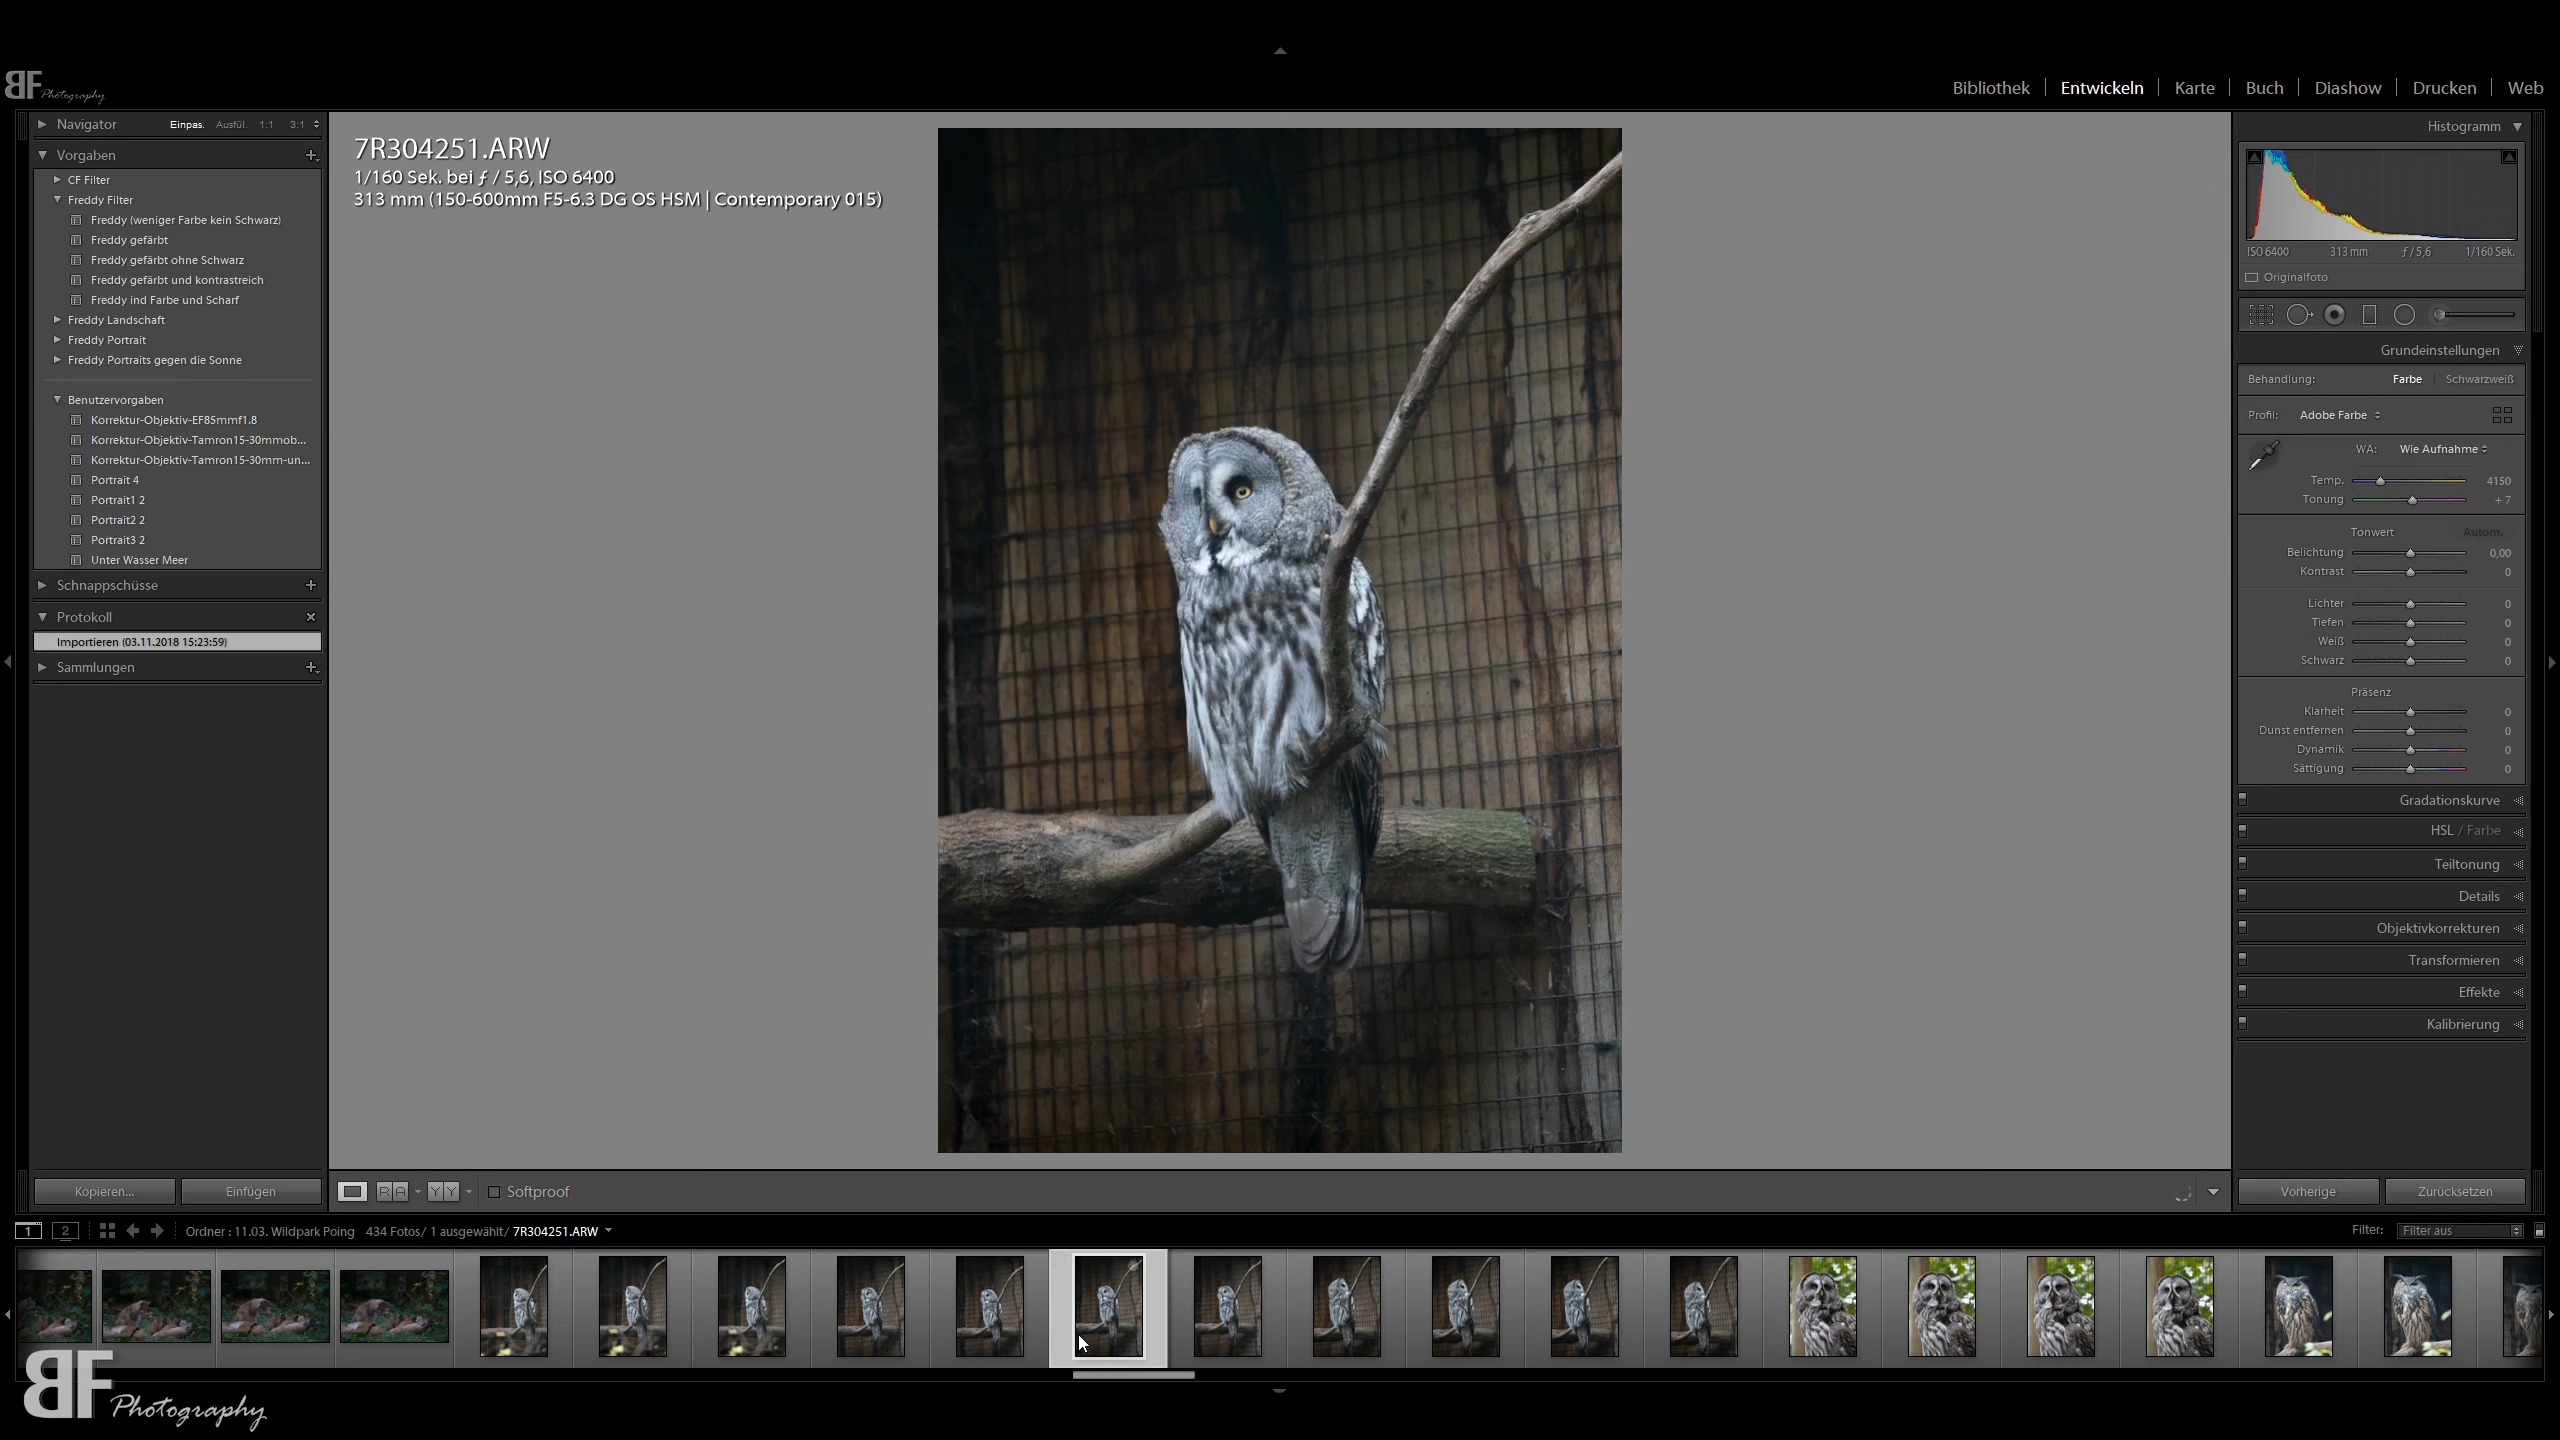 BF Photography
Bibliothek | Entwickeln | Karte | Buch | Diashow | Drucken | Web
Navigator Einpas. Ausfül. 1:1 3:1
Vorgaben
CF Filter
Freddy Filter
Freddy (weniger Farbe kein Schwarz)
Freddy gefärbt
Freddy gefärbt ohne Schwarz
Freddy gefärbt und kontrastreich
Freddy ind Farbe und Scharf
Freddy Landschaft
Freddy Portrait
Freddy Portraits gegen die Sonne
Benutzervorgaben
Korrektur-Objektiv-EF85mmf1.8
Korrektur-Objektiv-Tamron15-30mmob...
Korrektur-Objektiv-Tamron15-30mm-un...
Portrait 4
Portrait1 2
Portrait2 2
Portrait3 2
Unter Wasser Meer
Schnappschüsse
Protokoll
Importieren (03.11.2018 15:23:59)
Sammlungen
Kopieren... Einfügen
7R304251.ARW
1/160 Sek. bei ƒ / 5,6, ISO 6400
313 mm (150-600mm F5-6.3 DG OS HSM | Contemporary 015)
Histogramm
ISO 6400 313 mm ƒ / 5,6 1/160 Sek.
Originalfoto
Grundeinstellungen
Behandlung: Farbe | Schwarzweiß
Profil: Adobe Farbe
WA: Wie Aufnahme
Temp. 4150
Tonung + 7
Tonwert Autom.
Belichtung 0,00
Kontrast 0
Lichter 0
Tiefen 0
Weiß 0
Schwarz 0
Präsenz
Klarheit 0
Dunst entfernen 0
Dynamik 0
Sättigung 0
Gradationskurve
HSL / Farbe
Teiltonung
Details
Objektivkorrekturen
Transformieren
Effekte
Kalibrierung
Vorherige Zurücksetzen
R A Y Y Softproof
1 2 Ordner : 11.03. Wildpark Poing 434 Fotos/ 1 ausgewählt/ 7R304251.ARW
Filter: Filter aus
BF Photography